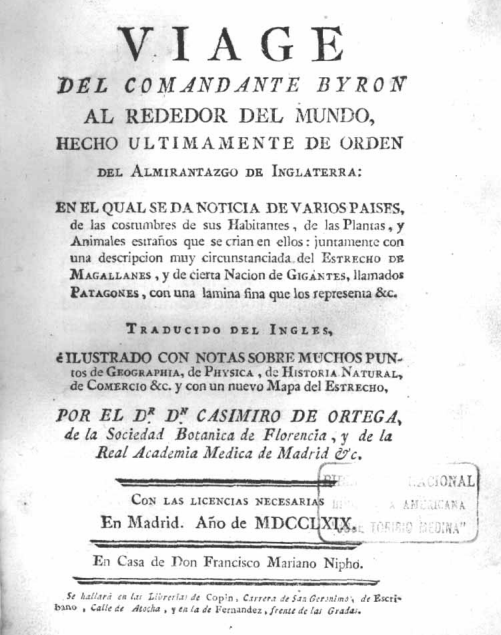 VIAGE
DEL COMANDANTE BYRON
AL REDEDOR DEL MUNDO,
HECHO ULTIMAMENTE DE ORDEN
DEL ALMIRANTAZGO DE INGLATERRA:
EN EL QUAL SE DA NOTICIA DE VARIOS PAISES,
de las costumbres de sus Habitantes, de las Plantas, y
Animales estraños que se crian en ellos: juntamente con
una descripcion muy circunstanciada del ESTRECHO DE
MAGALLANES, y de cierta Nacion de GIGANTES, llamados
PATAGONES, con una lamina fina que los representa &c.
TRADUCIDO DEL INGLES,
é ILUSTRADO CON NOTAS SOBRE MUCHOS PUN-
tos de GEOGRAPHIA, de PHYSICA, de HISTORIA NATURAL,
de COMERCIO &c. y con un nuevo Mapa del ESTRECHO,
POR EL D.R D.N CASIMIRO DE ORTEGA,
de la Sociedad Botanica de Florencia, y de la
Real Academia Medica de Madrid &c.
CON LAS LICENCIAS NECESARIAS
En Madrid. Año de MDCCLXIX.
NACIONAL
AMERICANA
TORIBIO MEDINA"
En Casa de Don Francisco Mariano Nipho.
Se hallará en las Librerías de Copin, Carrera de San Geronimo, de Escri-
bano, Calle de Atocha, y en la de Fernandez, frente de las Gradas.